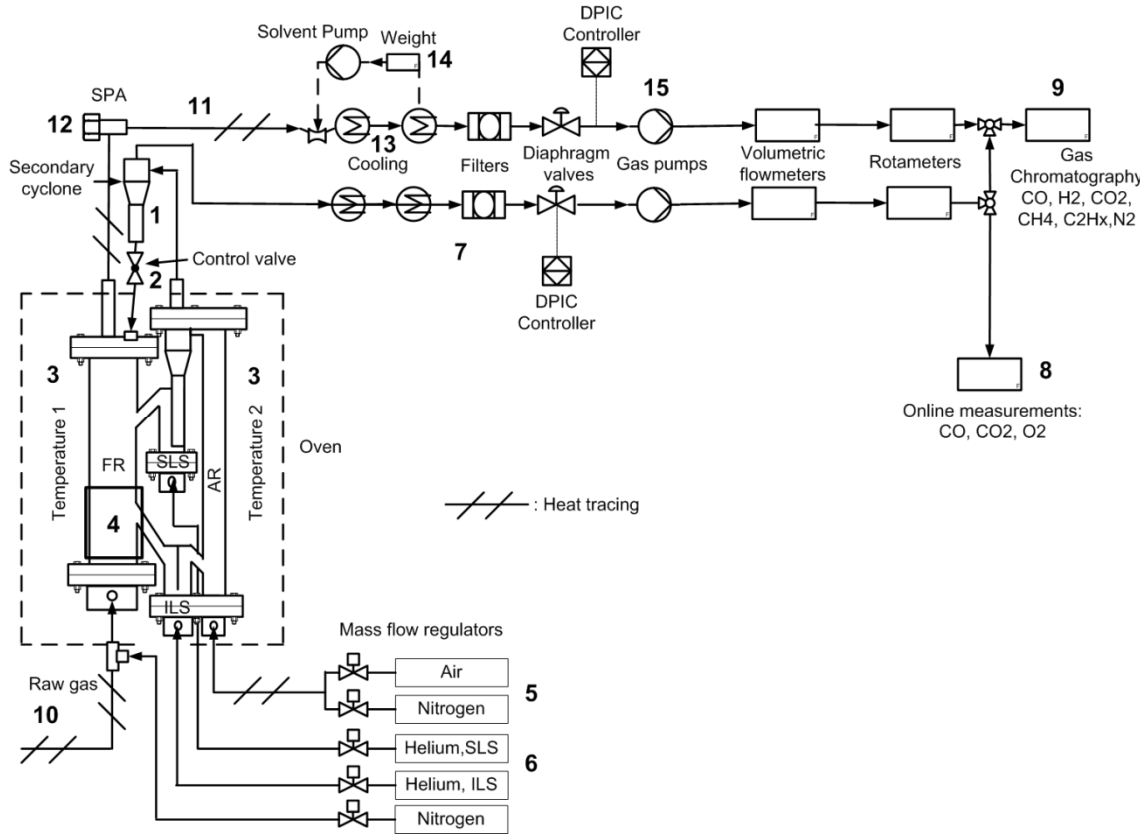 DPIC
Controller
Solvent Pump
Weight
14
SPA
11
15
9
12
13
Cooling
Filters
Diaphragm
valves
Gas pumps
Volumetric
flowmeters
Rotameters
Gas
Chromatography
CO, H2, CO2,
CH4, C2Hx,N2
Secondary
cyclone
1
2
Control valve
7
DPIC
Controller
3
3
8
Online measurements:
CO, CO2, O2
Temperature 1
FR
SLS
AR
Temperature 2
Oven
4
: Heat tracing
ILS
Mass flow regulators
Raw gas
10
Air
5
Nitrogen
Helium,SLS
6
Helium, ILS
Nitrogen